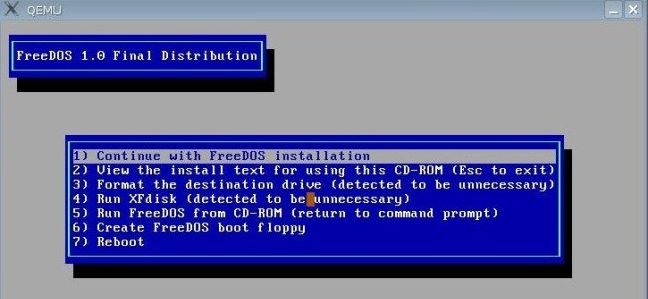 QEMU
FreeDOS 1.0 Final Distribution
1) Continue with FreeDOS installation
2) View the install text for using this CD-ROM (Esc to exit)
3) Format the destination drive (detected to be unnecessary)
4) Run XFdisk (detected to be unnecessary)
5) Run FreeDOS from CD-ROM (return to command prompt)
6) Create FreeDOS boot floppy
7) Reboot